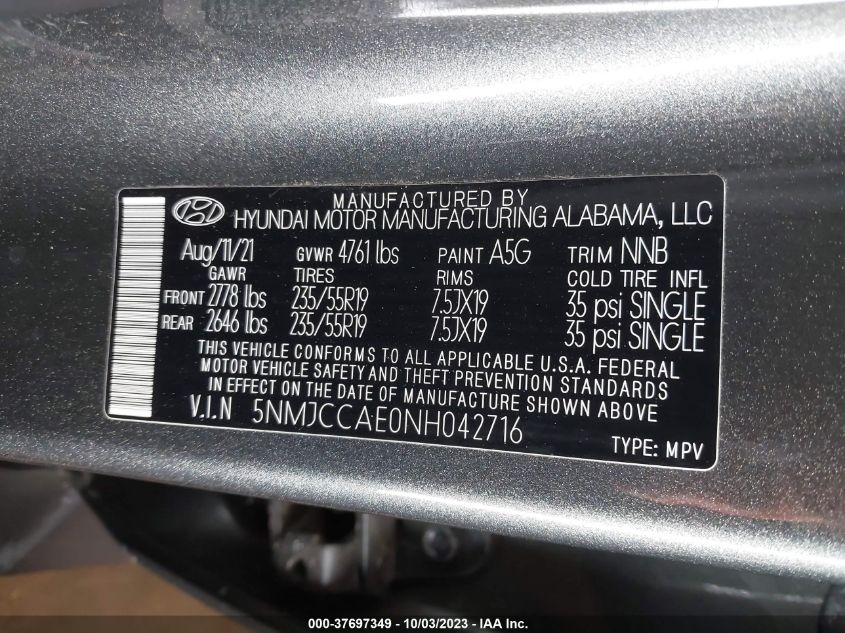 MANUFACTURED BY
HYUNDAI MOTOR MANUFACTURING ALABAMA, LLC
Aug/11/21 GVWR 4761 lbs PAINT A5G TRIM NNB
GAWR TIRES RIMS COLD TIRE INFL
FRONT 2778 lbs 235/55R19 7.5JX19 35 psi SINGLE
REAR 2646 lbs 235/55R19 7.5JX19 35 psi SINGLE
THIS VEHICLE CONFORMS TO ALL APPLICABLE U.S.A. FEDERAL
MOTOR VEHICLE SAFETY AND THEFT PREVENTION STANDARDS
IN EFFECT ON THE DATE OF MANUFACTURE SHOWN ABOVE
V.I.N 5NMJCCAE0NH042716
TYPE: MPV
000-37697349 | 10/03/2023 - IAA Inc.